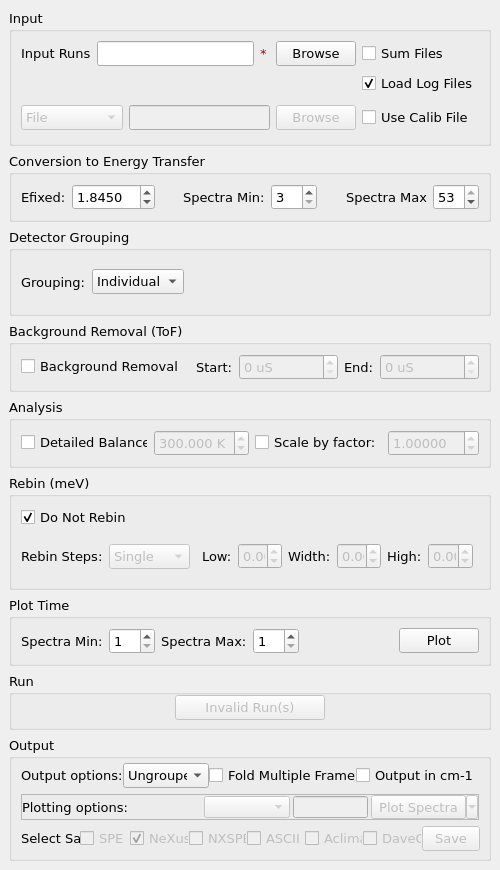 Input
Input Runs * Browse Sum Files
Load Log Files
File Browse Use Calib File
Conversion to Energy Transfer
Efixed: 1.8450 Spectra Min: 3 Spectra Max 53
Detector Grouping
Grouping: Individual
Background Removal (ToF)
Background Removal Start: 0 uS End: 0 uS
Analysis
Detailed Balance 300.000 K Scale by factor: 1.00000
Rebin (meV)
Do Not Rebin
Rebin Steps: Single Low: 0.0 Width: 0.0 High: 0.0
Plot Time
Spectra Min: 1 Spectra Max: 1 Plot
Run
Invalid Run(s)
Output
Output options: Ungroupe Fold Multiple Frame Output in cm-1
Plotting options: Plot Spectra
Select Sa SPE NeXus NXSPE ASCII Aclima DaveG Save